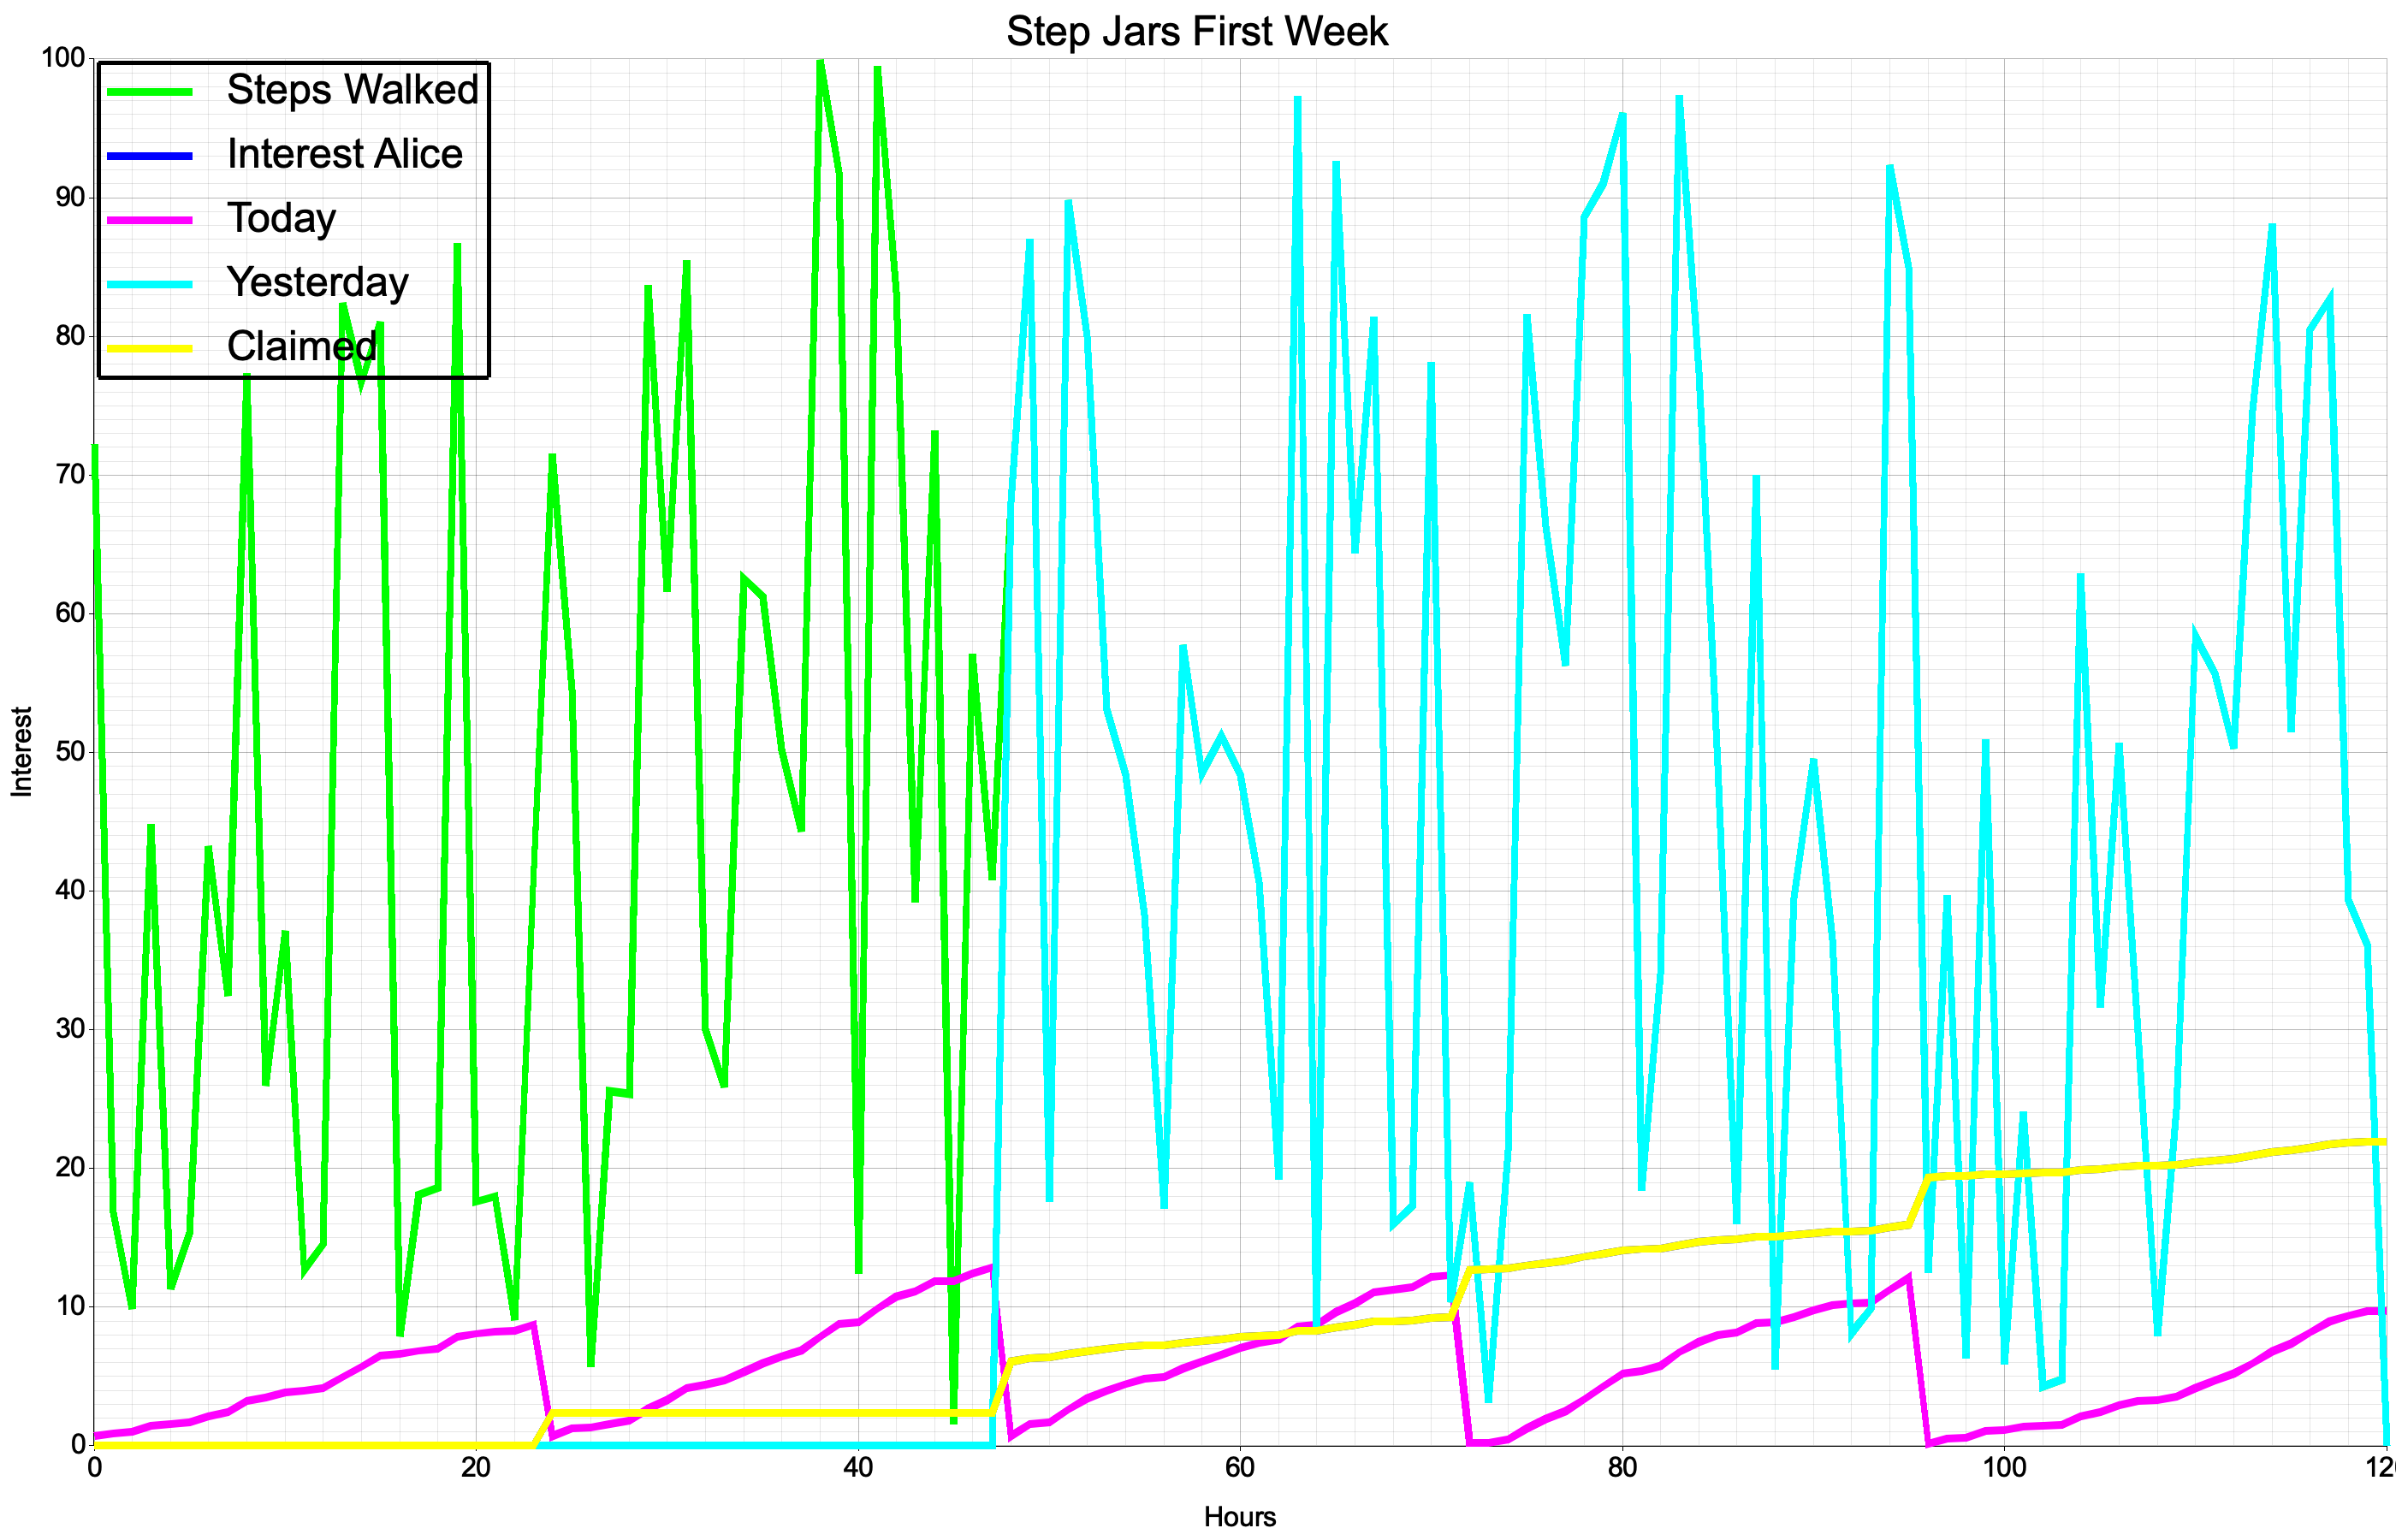 Step Jars First Week
100
90
80
70
60
50
40
30
20
10
0
Steps Walked
Interest Alice
Today
Yesterday
Claimed
Interest
0 20 40 60 80 100 12
Hours